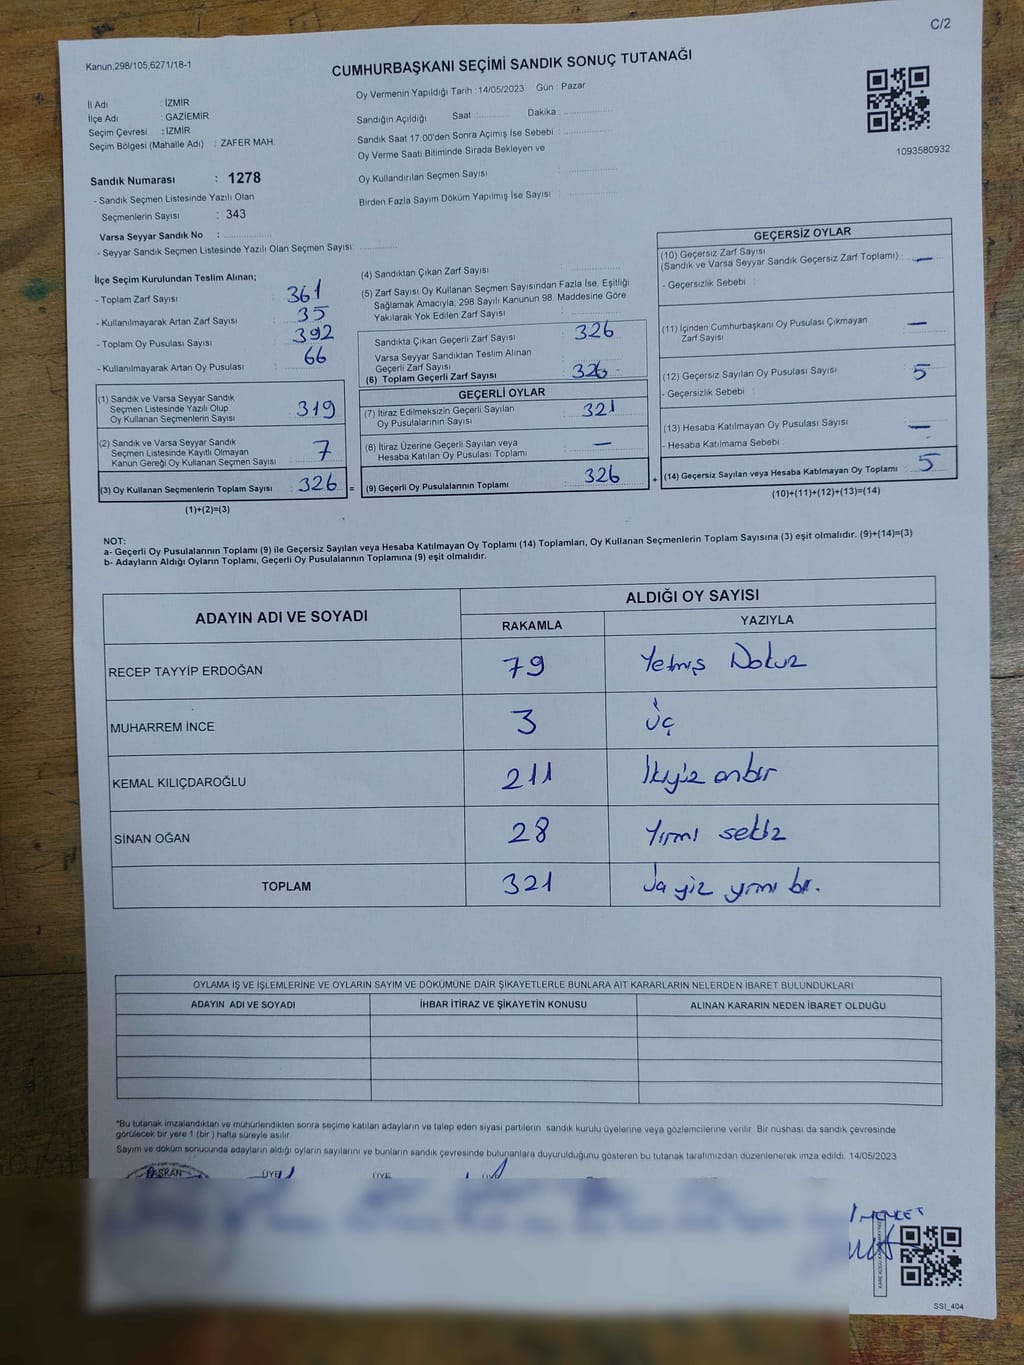 C/2
Kanun,298/105,6271/18-1
CUMHURBAŞKANI SEÇİMİ SANDIK SONUÇ TUTANAĞI
İl Adı : İZMİR
İlçe Adı : GAZİEMİR
Seçim Çevresi : İZMİR
Seçim Bölgesi (Mahalle Adı) : ZAFER MAH.
Sandık Numarası : 1278
- Sandık Seçmen Listesinde Yazılı Olan
Seçmenlerin Sayısı : 343
Varsa Seyyar Sandık No :
- Seyyar Sandık Seçmen Listesinde Yazılı Olan Seçmen Sayısı:
Oy Vermenin Yapıldığı Tarih : 14/05/2023 Gün : Pazar
Sandığın Açıldığı Saat : Dakika :
Sandık Saat 17:00'den Sonra Açımış İse Sebebi :
Oy Verme Saati Bitiminde Sırada Bekleyen ve
Oy Kullandırılan Seçmen Sayısı :
Birden Fazla Sayım Döküm Yapılmış İse Sayısı :
1093580932
İlçe Seçim Kurulundan Teslim Alınan;
- Toplam Zarf Sayısı : 361
- Kullanılmayarak Artan Zarf Sayısı : 35
- Toplam Oy Pusulası Sayısı : 392
- Kullanılmayarak Artan Oy Pusulası : 66
(1) Sandık ve Varsa Seyyar Sandık
Seçmen Listesinde Yazılı Olup
Oy Kullanan Seçmenlerin Sayısı : 319
(2) Sandık ve Varsa Seyyar Sandık
Seçmen Listesinde Kayıtlı Olmayan
Kanun Gereği Oy Kullanan Seçmen Sayısı : 7
(3) Oy Kullanan Seçmenlerin Toplam Sayısı : 326 =
(1)+(2)=(3)
(4) Sandıktan Çıkan Zarf Sayısı :
(5) Zarf Sayısı Oy Kullanan Seçmen Sayısından Fazla İse, Eşitliği
Sağlamak Amacıyla; 298 Sayılı Kanunun 98. Maddesine Göre
Yakılarak Yok Edilen Zarf Sayısı :
Sandıkta Çıkan Geçerli Zarf Sayısı : 326
Varsa Seyyar Sandıktan Teslim Alınan
Geçerli Zarf Sayısı :
(6) Toplam Geçerli Zarf Sayısı : 326
GEÇERLİ OYLAR
(7) İtiraz Edilmeksizin Geçerli Sayılan
Oy Pusulalarının Sayısı : 321
(8) İtiraz Üzerine Geçerli Sayılan veya
Hesaba Katılan Oy Pusulası Toplamı : —
(9) Geçerli Oy Pusulalarının Toplamı : 326 +
GEÇERSİZ OYLAR
(10) Geçersiz Zarf Sayısı
(Sandık ve Varsa Seyyar Sandık Geçersiz Zarf Toplamı) : —
- Geçersizlik Sebebi :
(11) İçinden Cumhurbaşkanı Oy Pusulası Çıkmayan
Zarf Sayısı : —
(12) Geçersiz Sayılan Oy Pusulası Sayısı : 5
- Geçersizlik Sebebi :
(13) Hesaba Katılmayan Oy Pusulası Sayısı : —
- Hesaba Katılmama Sebebi :
(14) Geçersiz Sayılan veya Hesaba Katılmayan Oy Toplamı : 5
(10)+(11)+(12)+(13)=(14)
NOT:
a- Geçerli Oy Pusulalarının Toplamı (9) ile Geçersiz Sayılan veya Hesaba Katılmayan Oy Toplamı (14) Toplamları, Oy Kullanan Seçmenlerin Toplam Sayısına (3) eşit olmalıdır. (9)+(14)=(3)
b- Adayların Aldığı Oyların Toplamı, Geçerli Oy Pusulalarının Toplamına (9) eşit olmalıdır.
ADAYIN ADI VE SOYADI
ALDIĞI OY SAYISI
RAKAMLA YAZIYLA
RECEP TAYYİP ERDOĞAN 79 Yetmiş Dokuz
MUHARREM İNCE 3 üç
KEMAL KILIÇDAROĞLU 211 İkiyüz onbir
SİNAN OĞAN 28 Yirmi sekiz
TOPLAM 321 üçyüz yirmi bir.
OYLAMA İŞ VE İŞLEMLERİNE VE OYLARIN SAYIM VE DÖKÜMÜNE DAİR ŞİKAYETLERLE BUNLARA AİT KARARLARIN NELERDEN İBARET BULUNDUKLARI
ADAYIN ADI VE SOYADI İHBAR İTİRAZ VE ŞİKAYETİN KONUSU ALINAN KARARIN NEDEN İBARET OLDUĞU
*Bu tutanak imzalandıktan ve mühürlendikten sonra seçime katılan adayların ve talep eden siyasi partilerin sandık kurulu üyelerine veya gözlemcilerine verilir. Bir nüshası da sandık çevresinde
görülecek bir yere 1 (bir) hafta süreyle asılır.
Sayım ve döküm sonucunda adayların aldığı oyların sayılarını ve bunların sandık çevresinde bulunanlara duyurulduğunu gösteren bu tutanak tarafımızdan düzenlenerek imza edildi. 14/05/2023
BAŞKAN ÜYE ÜYE
SSI_404